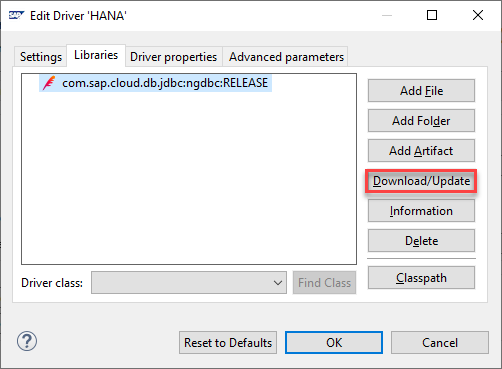 SAP Edit Driver 'HANA'
Settings Libraries Driver properties Advanced parameters
com.sap.cloud.db.jdbc:ngdbc:RELEASE
Add File
Add Folder
Add Artifact
Download/Update
Information
Delete
Driver class: Find Class
Classpath
? Reset to Defaults OK Cancel